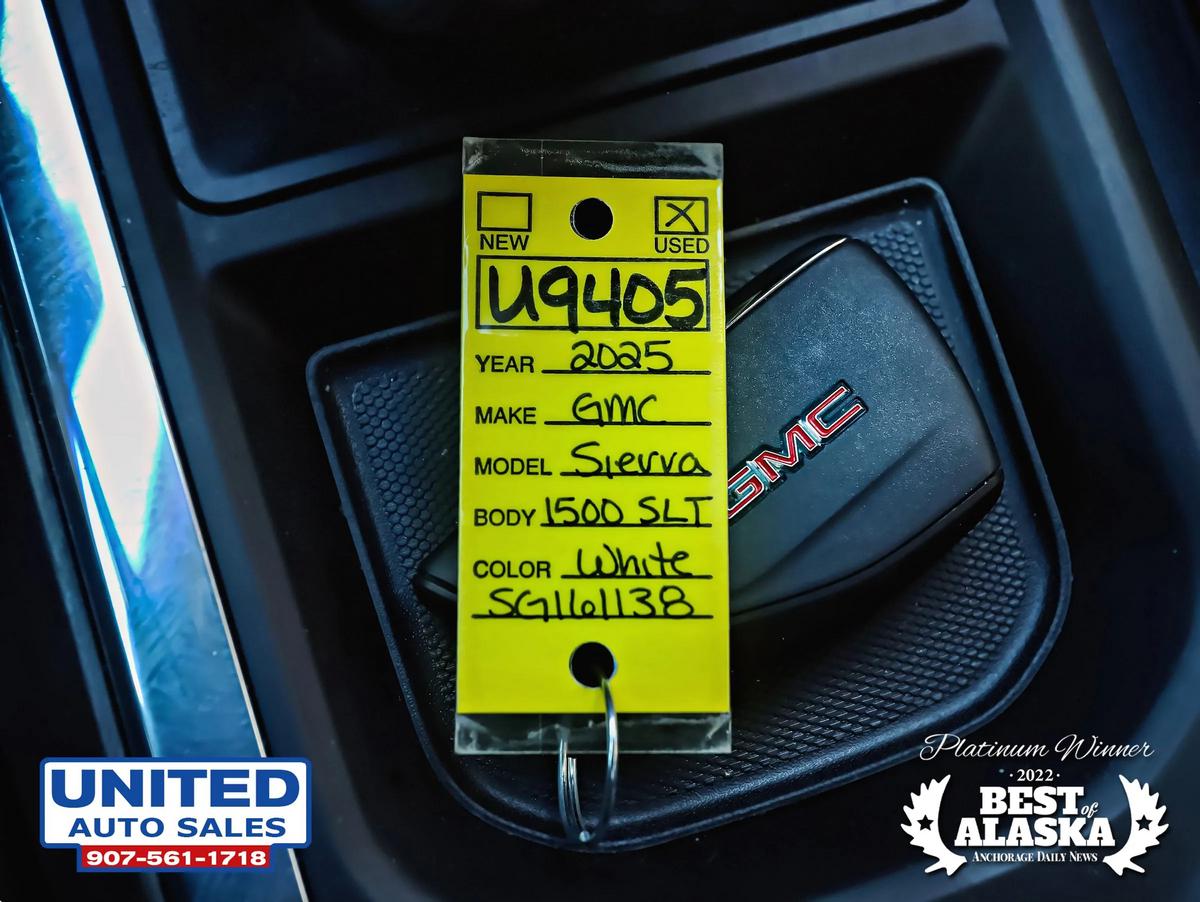 NEW USED
U9405
YEAR 2025
MAKE GMC
MODEL Sierra
BODY 1500 SLT
COLOR White
SG161138
GMC
UNITED
AUTO SALES
907-561-1718
Platinum Winner
·2022·
BEST of
ALASKA
ANCHORAGE DAILY NEWS